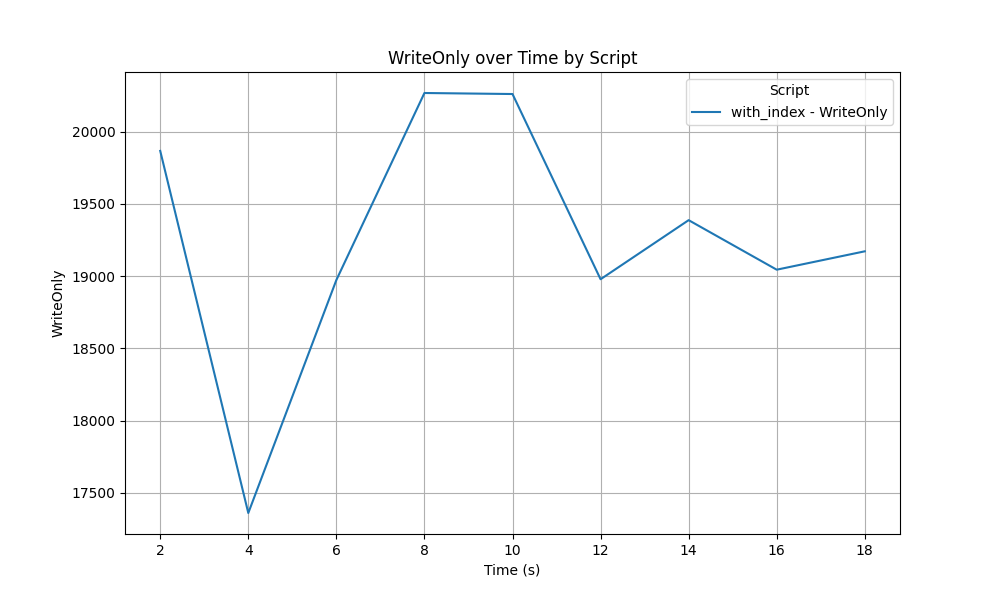 WriteOnly over Time by Script
Script
with_index - WriteOnly
WriteOnly
20000
19500
19000
18500
18000
17500
2 4 6 8 10 12 14 16 18
Time (s)